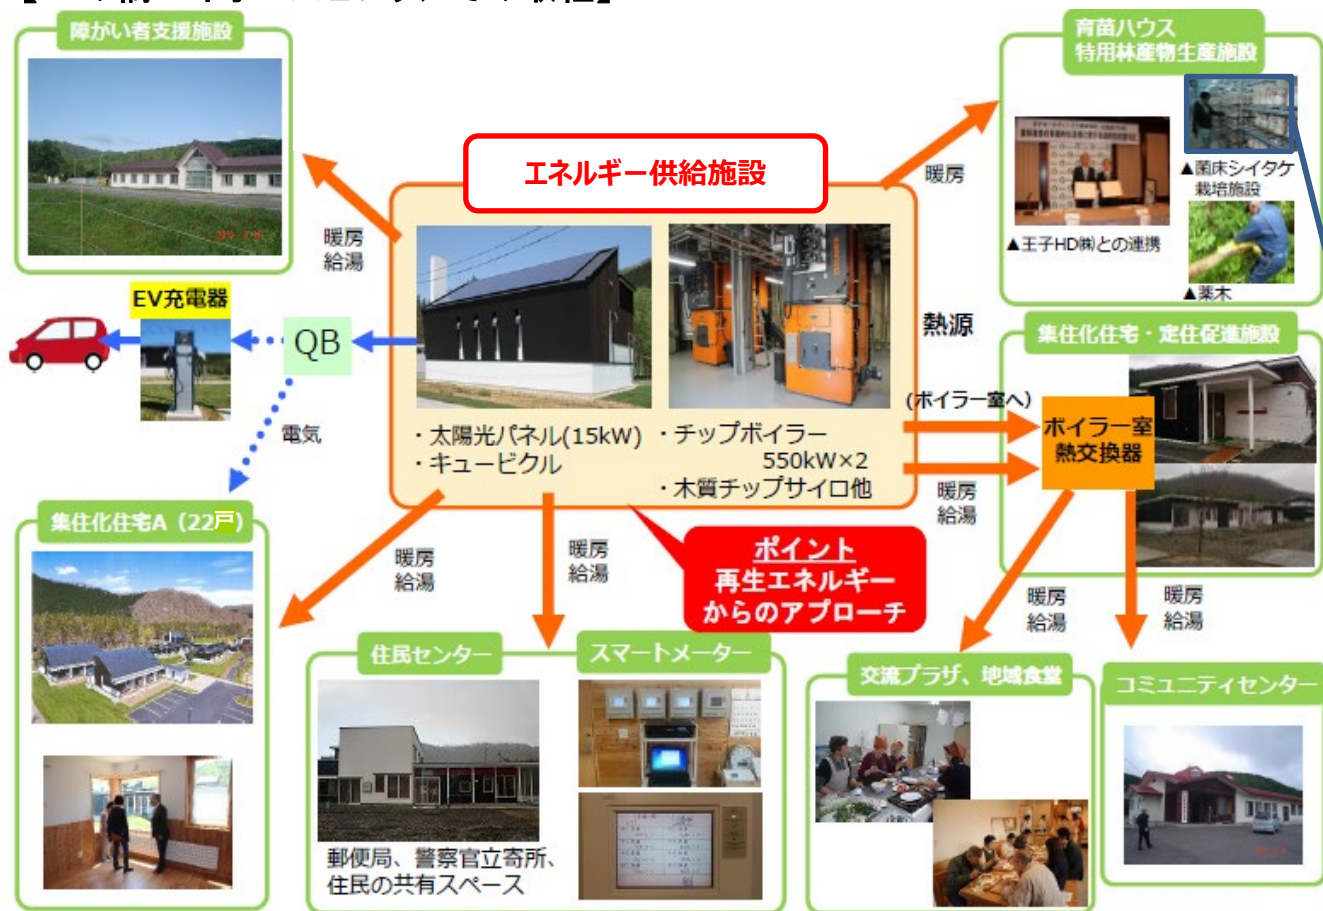 障がい者支援施設
育苗ハウス
特用林産物生産施設
エネルギー供給施設
暖房
▲菌床シイタケ
栽培施設
▲王子HD㈱との連携
▲薬木
暖房
給湯
EV充電器
QB
電気
熱源
集住化住宅・定住促進施設
(ボイラー室へ)
ボイラー室
熱交換器
・太陽光パネル(15kW)
・キュービクル
・チップボイラー
550kW×2
・木質チップサイロ他
暖房
給湯
集住化住宅A（22戸）
暖房
給湯
暖房
給湯
ポイント
再生エネルギー
からのアプローチ
暖房
給湯
暖房
給湯
住民センター
スマートメーター
交流プラザ、地域食堂
コミュニティセンター
郵便局、警察官立寄所、
住民の共有スペース